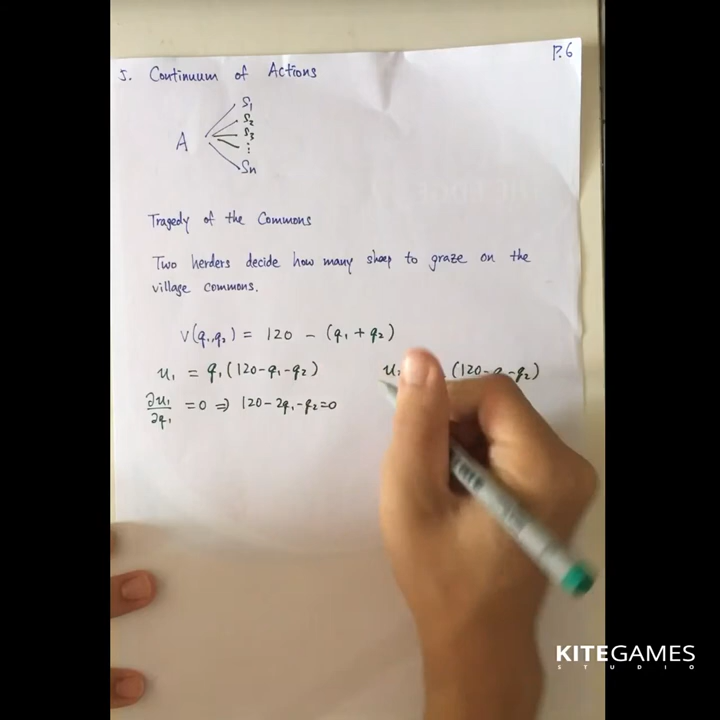 P.6
5. Continuum of Actions
S₁
S₂
S₃
A
⋮
Sn
Tragedy of the Commons
Two herders decide how many sheep to graze on the
village commons.
V(q₁,q₂) = 120 - (q₁ + q₂)
u₁ = q₁(120-q₁-q₂)
(120-q -q₂)
∂u₁/∂q₁ = 0 ⇒ 120-2q₁-q₂=0
KITEGAMES
STUDIO